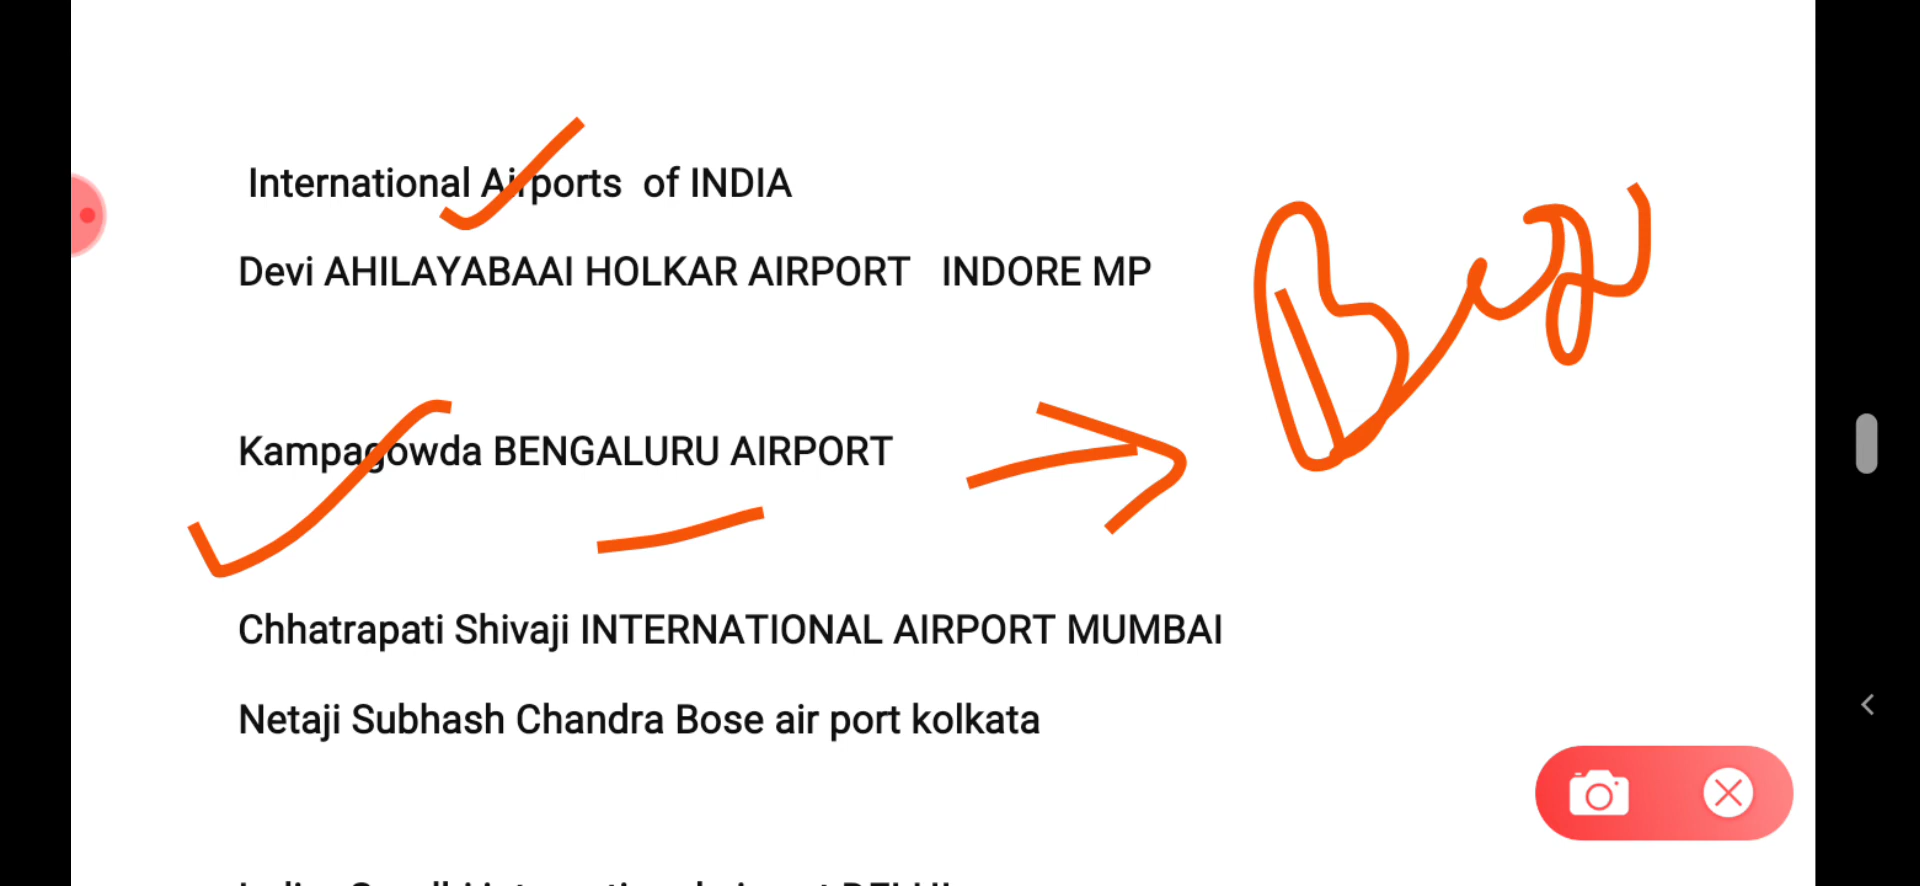 International Airports of INDIA
Devi AHILAYABAAI HOLKAR AIRPORT INDORE MP
Kampagowda BENGALURU AIRPORT
Chhatrapati Shivaji INTERNATIONAL AIRPORT MUMBAI
Netaji Subhash Chandra Bose air port kolkata